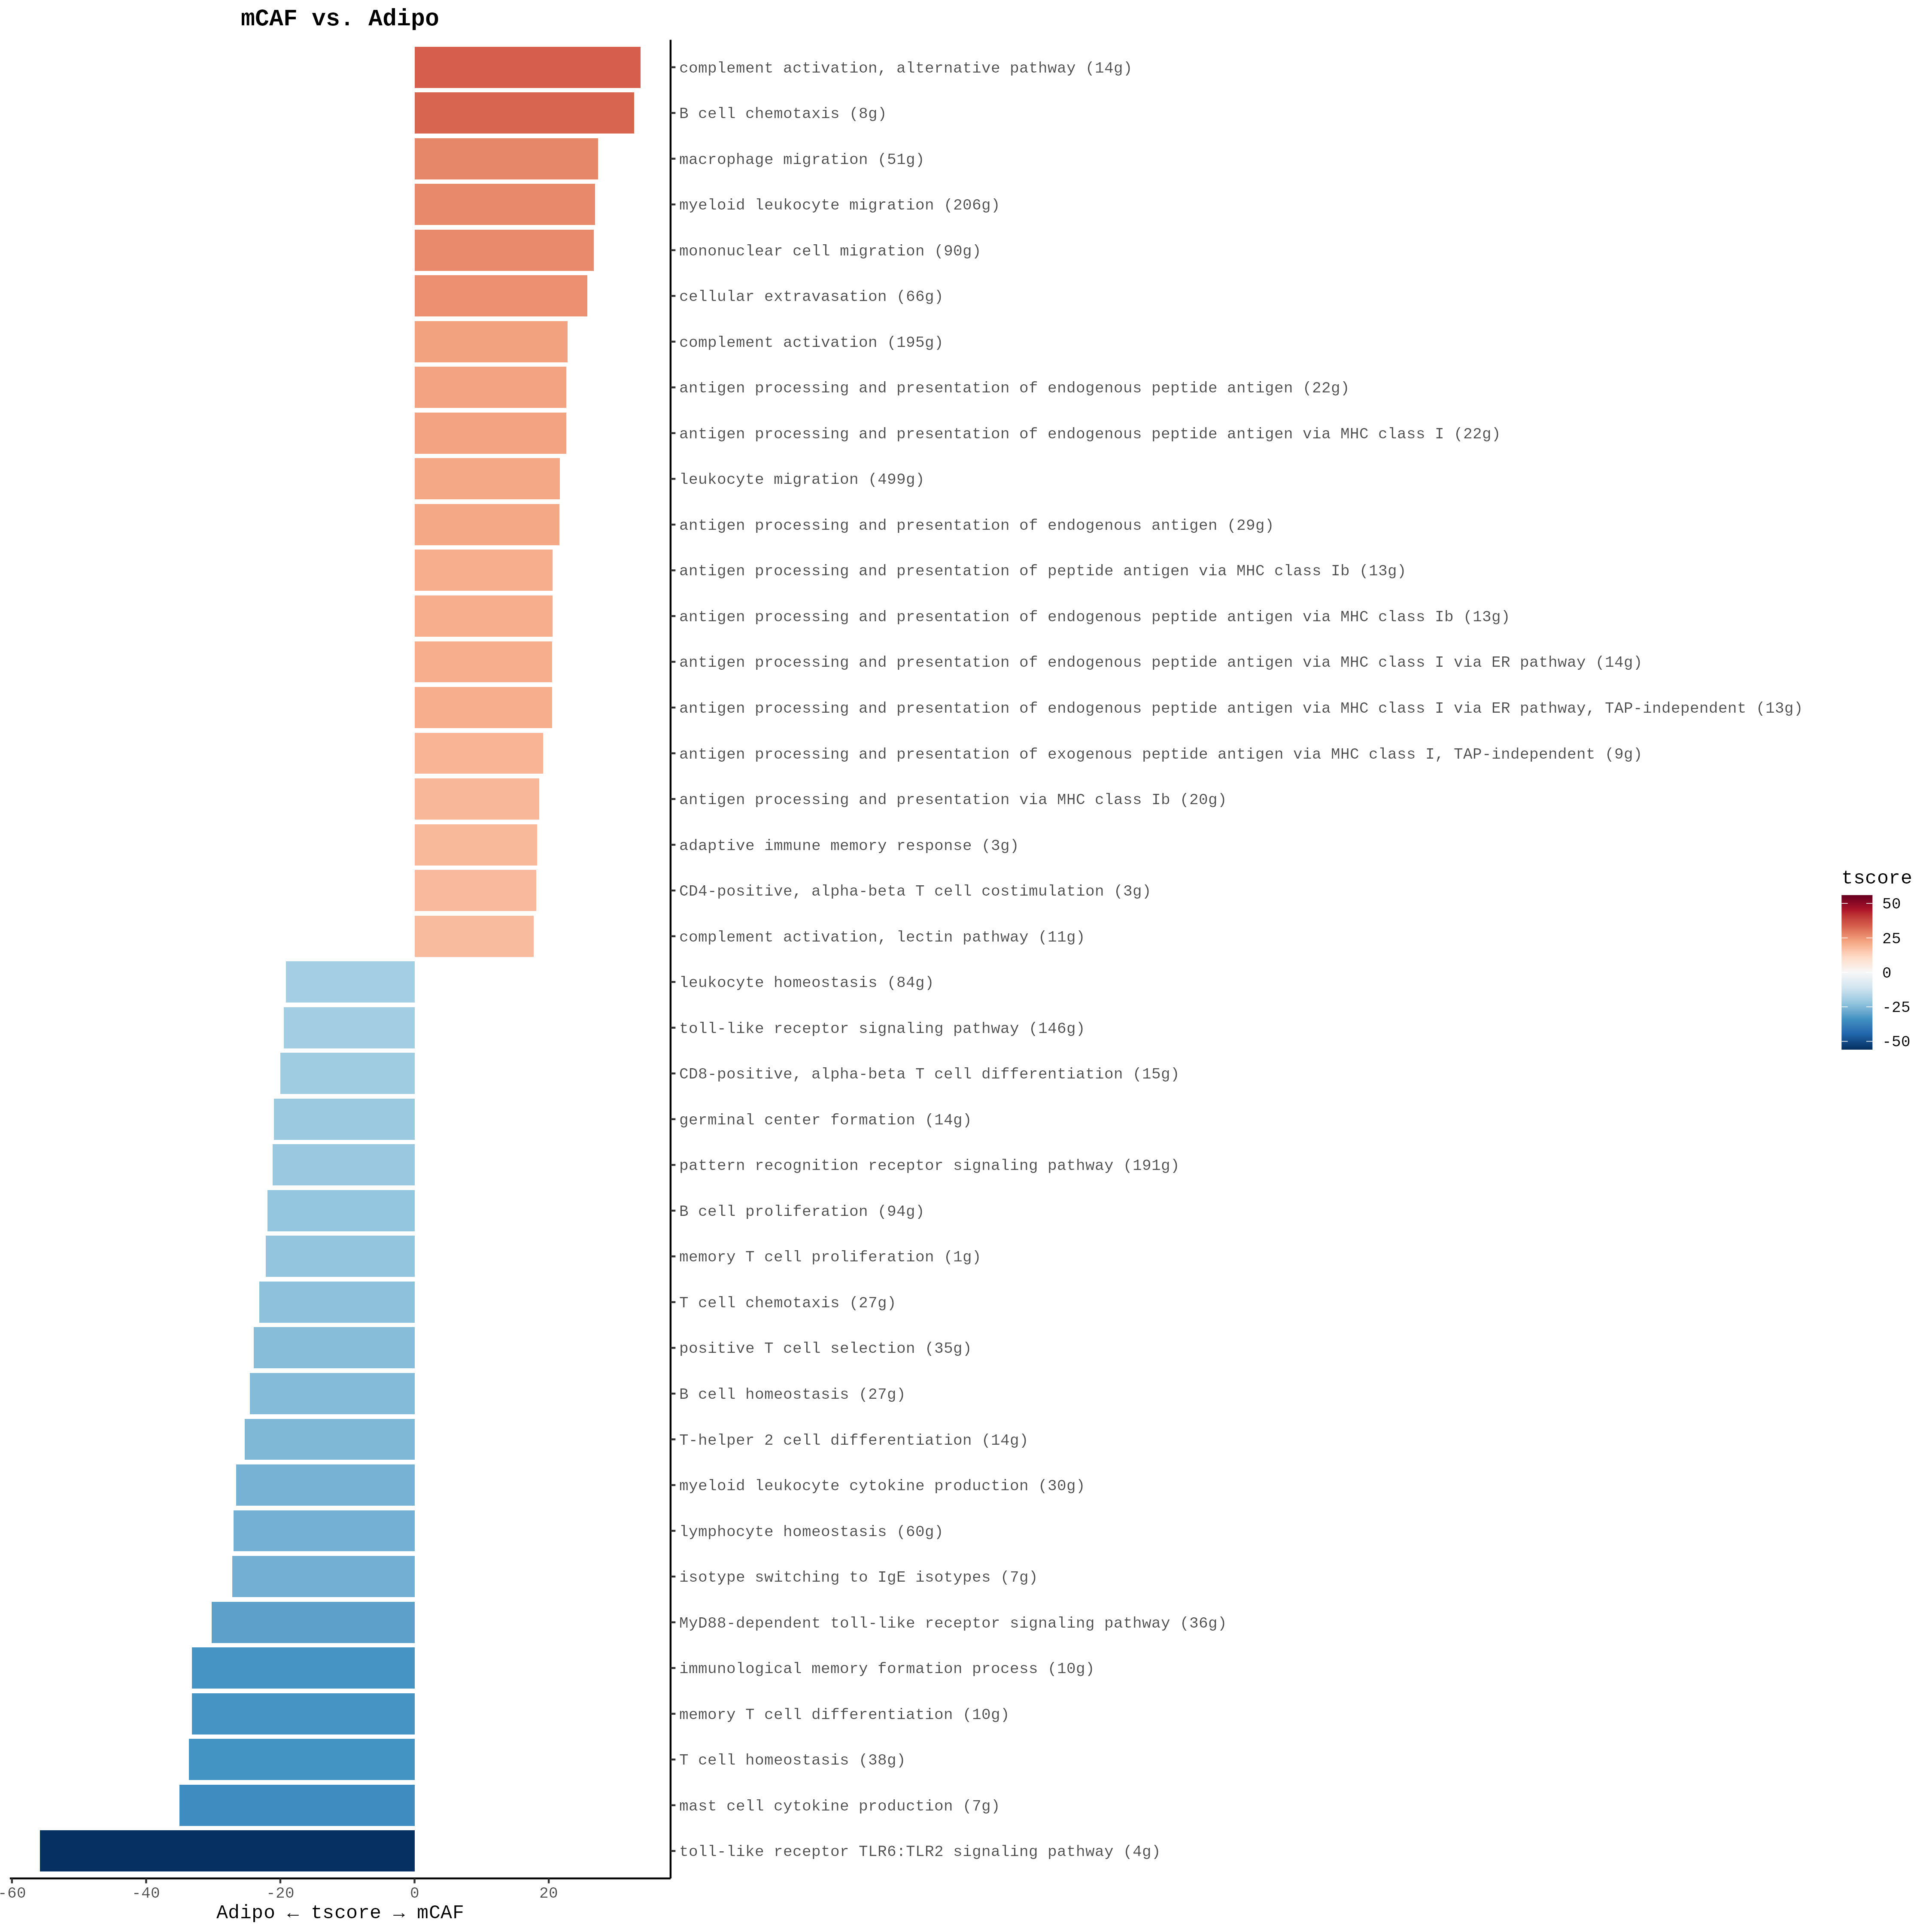 mCAF vs. Adipo
complement activation, alternative pathway (14g)
B cell chemotaxis (8g)
macrophage migration (51g)
myeloid leukocyte migration (206g)
mononuclear cell migration (90g)
cellular extravasation (66g)
complement activation (195g)
antigen processing and presentation of endogenous peptide antigen (22g)
antigen processing and presentation of endogenous peptide antigen via MHC class I (22g)
leukocyte migration (499g)
antigen processing and presentation of endogenous antigen (29g)
antigen processing and presentation of peptide antigen via MHC class Ib (13g)
antigen processing and presentation of endogenous peptide antigen via MHC class Ib (13g)
antigen processing and presentation of endogenous peptide antigen via MHC class I via ER pathway (14g)
antigen processing and presentation of endogenous peptide antigen via MHC class I via ER pathway, TAP-independent (13g)
antigen processing and presentation of exogenous peptide antigen via MHC class I, TAP-independent (9g)
antigen processing and presentation via MHC class Ib (20g)
adaptive immune memory response (3g)
CD4-positive, alpha-beta T cell costimulation (3g)
complement activation, lectin pathway (11g)
leukocyte homeostasis (84g)
toll-like receptor signaling pathway (146g)
CD8-positive, alpha-beta T cell differentiation (15g)
germinal center formation (14g)
pattern recognition receptor signaling pathway (191g)
B cell proliferation (94g)
memory T cell proliferation (1g)
T cell chemotaxis (27g)
positive T cell selection (35g)
B cell homeostasis (27g)
T-helper 2 cell differentiation (14g)
myeloid leukocyte cytokine production (30g)
lymphocyte homeostasis (60g)
isotype switching to IgE isotypes (7g)
MyD88-dependent toll-like receptor signaling pathway (36g)
immunological memory formation process (10g)
memory T cell differentiation (10g)
T cell homeostasis (38g)
mast cell cytokine production (7g)
toll-like receptor TLR6:TLR2 signaling pathway (4g)
-60 -40 -20 0 20
Adipo ← tscore → mCAF
tscore
50
25
0
-25
-50